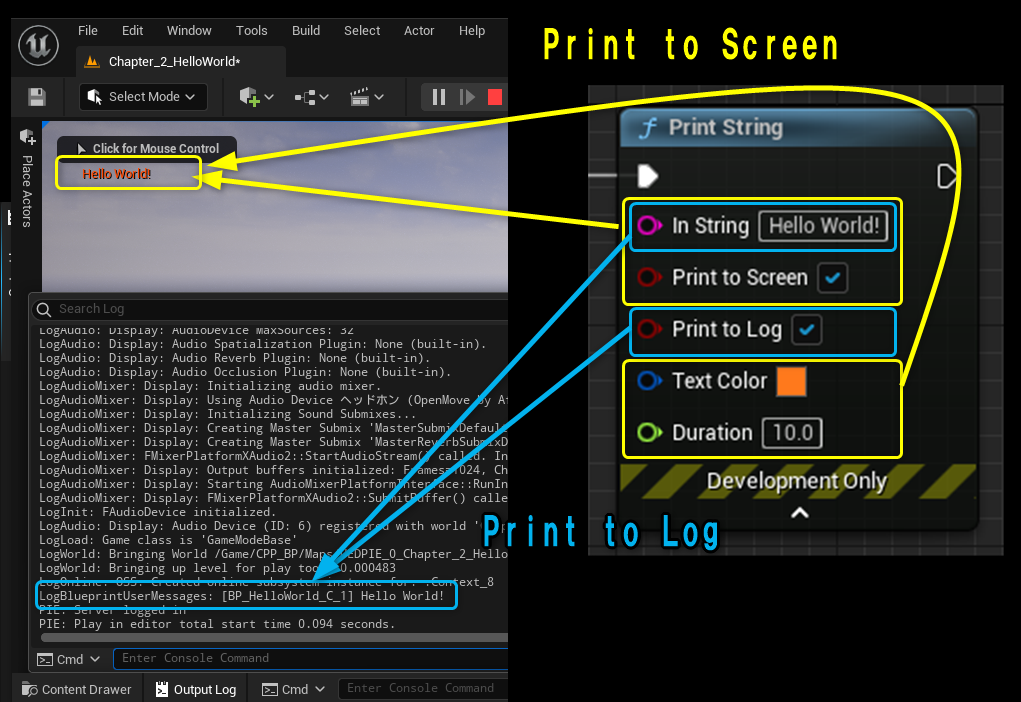 File Edit Window Tools Build Select Actor Help
Chapter_2_HelloWorld*
Select Mode
Place Actors
Click for Mouse Control
Hello World!
Search Log
LogAudio: Display: AudioDevice MaxSources: 32
LogAudio: Display: Audio Spatialization Plugin: None (built-in).
LogAudio: Display: Audio Reverb Plugin: None (built-in).
LogAudio: Display: Audio Occlusion Plugin: None (built-in).
LogAudioMixer: Display: Initializing audio mixer.
LogAudioMixer: Display: Using Audio Device ヘッドホン (OpenMove by Af
LogAudioMixer: Display: Initializing Sound Submixes...
LogAudioMixer: Display: Creating Master Submix 'MasterSubmixDefaul
LogAudioMixer: Display: Creating Master Submix 'MasterReverbSubmixD
LogAudioMixer: FMixerPlatformXAudio2::StartAudioStream() called. In
LogAudioMixer: Display: Output buffers initialized: Frames=1024, Ch
LogAudioMixer: Display: Starting AudioMixerPlatformInterface::RunIn
LogAudioMixer: Display: FMixerPlatformXAudio2::SubmitBuffer() calle
LogInit: FAudioDevice initialized.
LogAudio: Display: Audio Device (ID: 6) registered with world
LogLoad: Game class is 'GameModeBase'
LogWorld: Bringing World /Game/CPP_BP/Maps EDPIE_0_Chapter_2_Hello
LogWorld: Bringing up level for play took 0.000483
LogOnline: OSS: Created online subsystem instance for: Context_8
LogBlueprintUserMessages: [BP_HelloWorld_C_1] Hello World!
PIE: Server logged in
PIE: Play in editor total start time 0.094 seconds.
Cmd Enter Console Command
Content Drawer Output Log Cmd Enter Console Command
Print to Screen
f Print String
In String Hello World!
Print to Screen
Print to Log
Text Color
Duration 10.0
Development Only
Print to Log